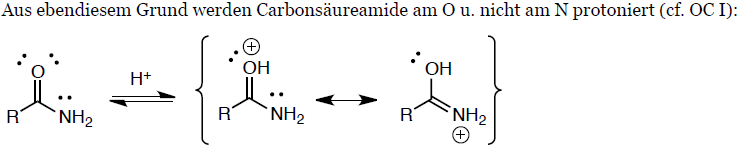 Aus ebendiesem Grund werden Carbonsäureamide am O u. nicht am N protoniert (cf. OC I):
O R NH2 H+ ⊕ OH R NH2 OH R NH2 ⊕